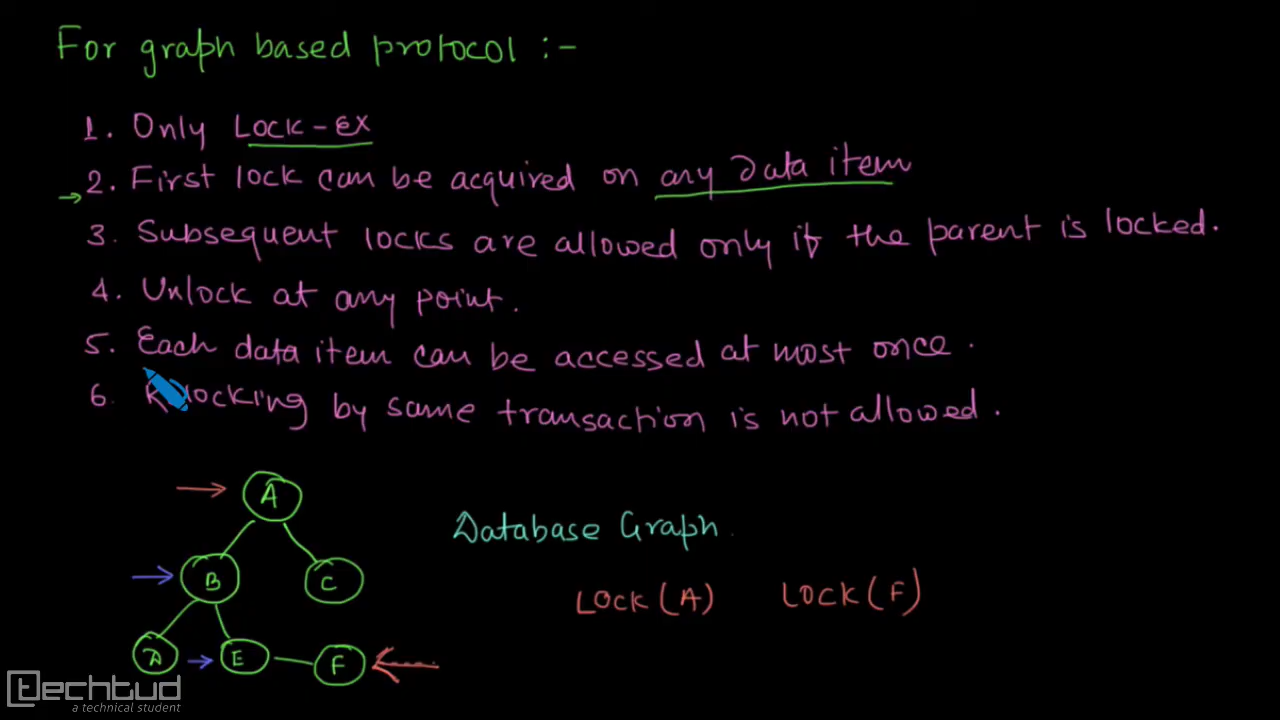 For graph based protocol :-
1. Only Lock-EX
2. First lock can be acquired on any data item
3. Subsequent locks are allowed only if the parent is locked.
4. Unlock at any point.
5. Each data item can be accessed at most once.
6. locking by same transaction is not allowed.
A
B
C
D
E
F
Database Graph
LOCK(A) LOCK(F)
techtud
a technical student